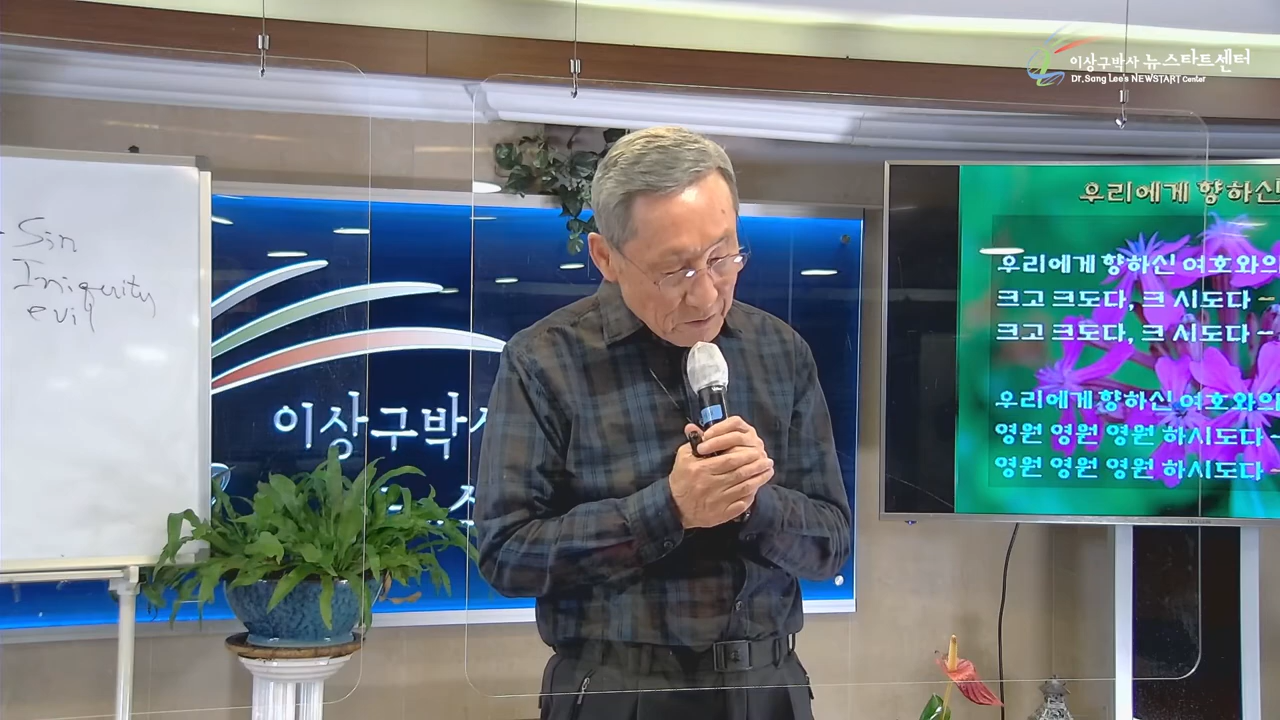 이상구박사 뉴스타트센터
Dr. Sang Lee's NEWSTART Center
Sin
Iniquity
evil
이상구박사
우리에게 향하신
우리에게 향하신 여호와의
크고 크도다, 크 시도다 -
크고 크도다, 크 시도다 -
우리에게 향하신 여호와의
영원 영원 영원 하시도다 -
영원 영원 영원 하시도다 -